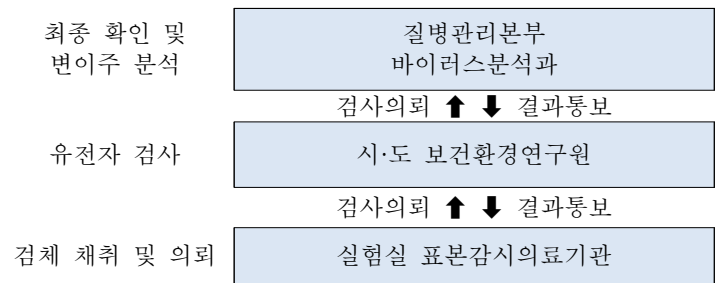 최종 확인 및
변이주 분석
질병관리본부
바이러스분석과
검사의뢰 ⬆ ⬇ 결과통보
유전자 검사
시·도 보건환경연구원
검사의뢰 ⬆ ⬇ 결과통보
검체 채취 및 의뢰
실험실 표본감시의료기관